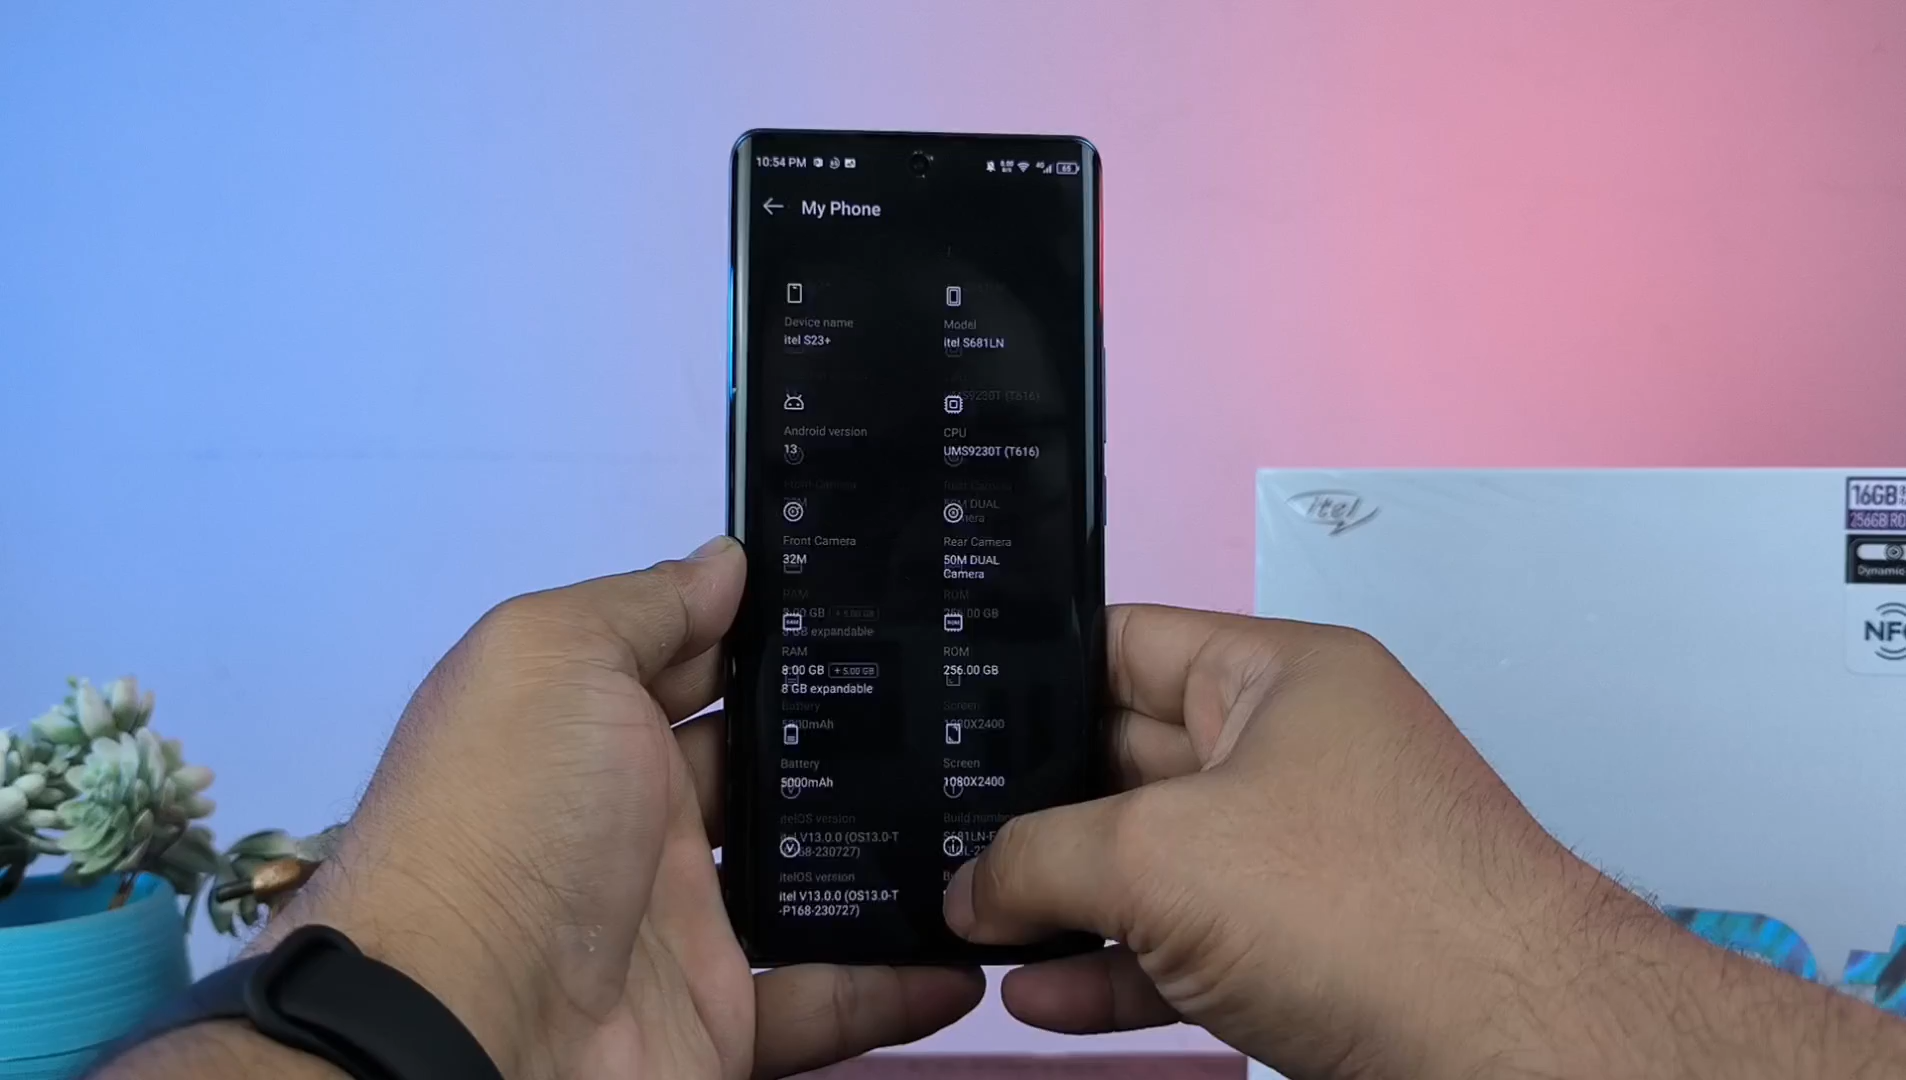 10:54 PM
65
My Phone
Device name
itel S23+
Model
itel S681LN
Android version
13
CPU
UMS9230T (T616)
Front Camera
32M
Rear Camera
50M DUAL
Camera
RAM
8.00 GB + 5.00 GB
8 GB expandable
ROM
256.00 GB
Battery
5000mAh
Screen
1080X2400
itelOS version
itel V13.0.0 (OS13.0-T
-P168-230727)
itel
16GB
256GB RO
Dynamic
NFC